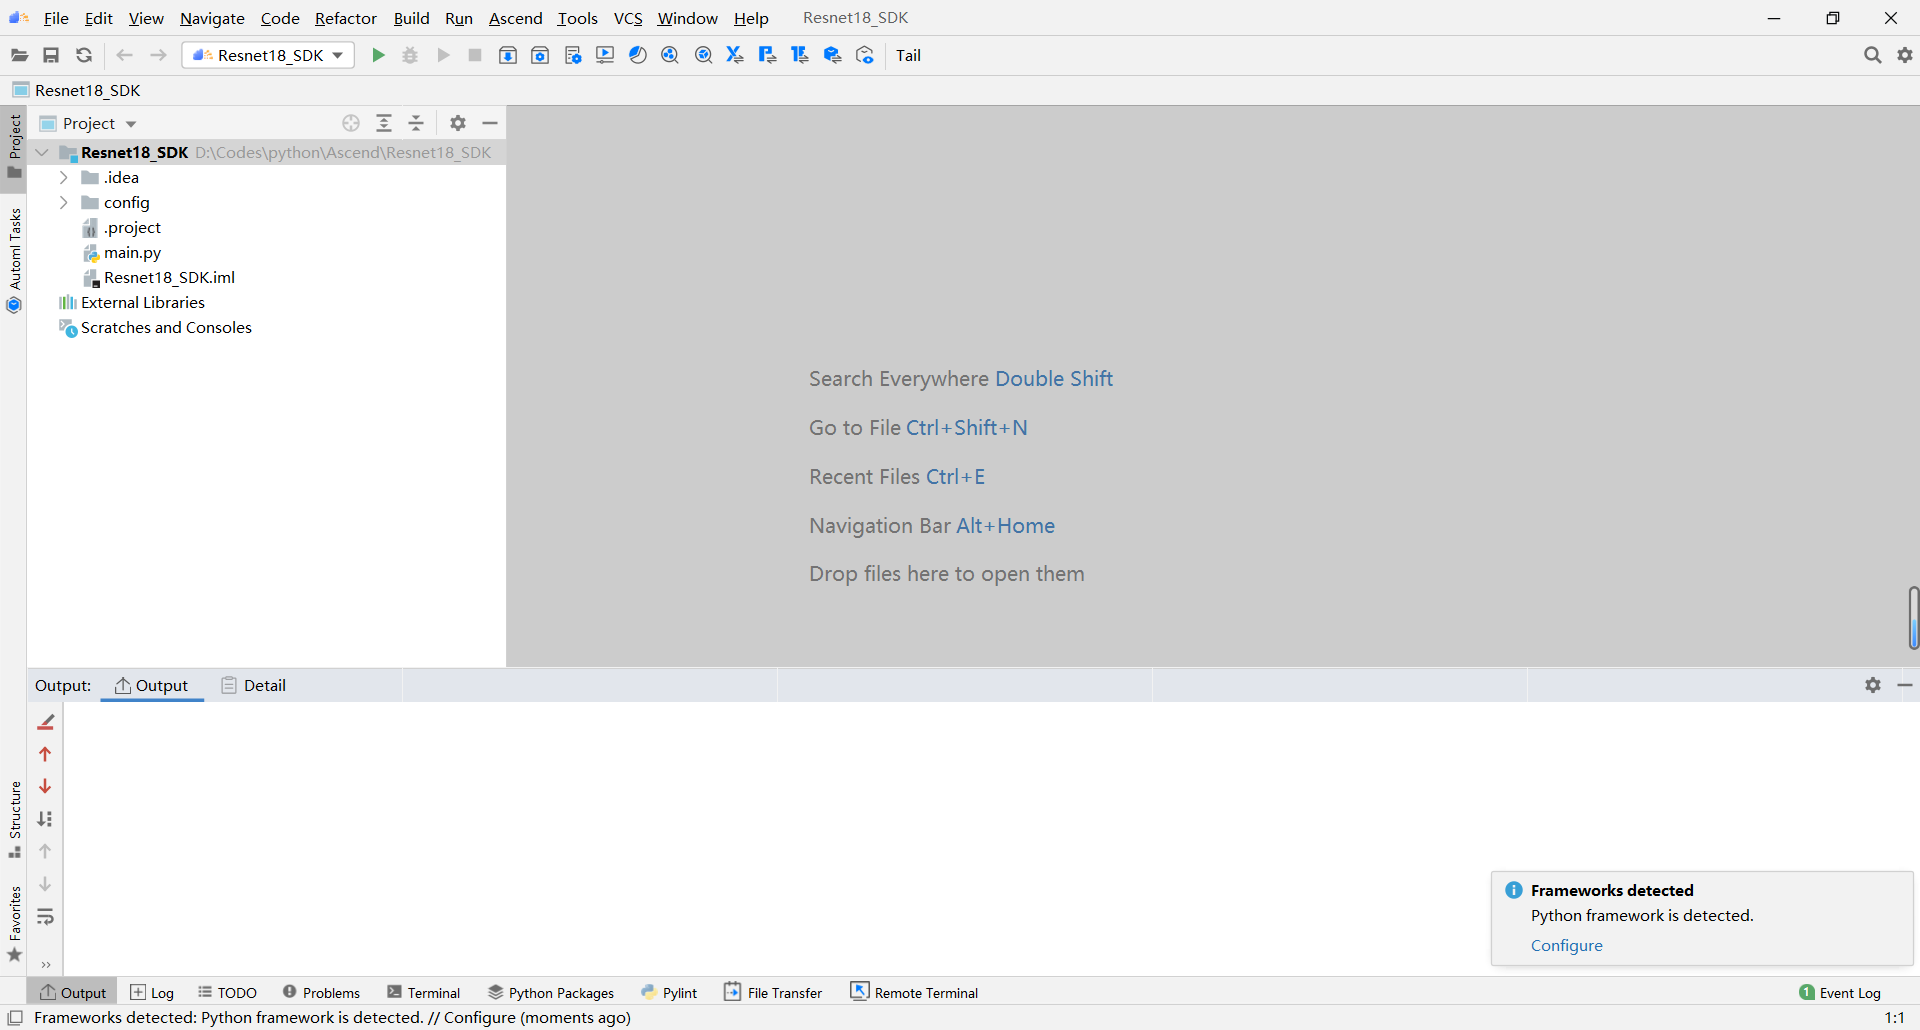 File Edit View Navigate Code Refactor Build Run Ascend Tools VCS Window Help Resnet18_SDK
Resnet18_SDK Tail
Resnet18_SDK
Project
Resnet18_SDK D:\Codes\python\Ascend\Resnet18_SDK
.idea
config
.project
main.py
Resnet18_SDK.iml
External Libraries
Scratches and Consoles
Project
Automl Tasks
Structure
Favorites
Search Everywhere Double Shift
Go to File Ctrl+Shift+N
Recent Files Ctrl+E
Navigation Bar Alt+Home
Drop files here to open them
Output: Output Detail
Frameworks detected
Python framework is detected.
Configure
Output Log TODO Problems Terminal Python Packages Pylint File Transfer Remote Terminal 1 Event Log
Frameworks detected: Python framework is detected. // Configure (moments ago) 1:1